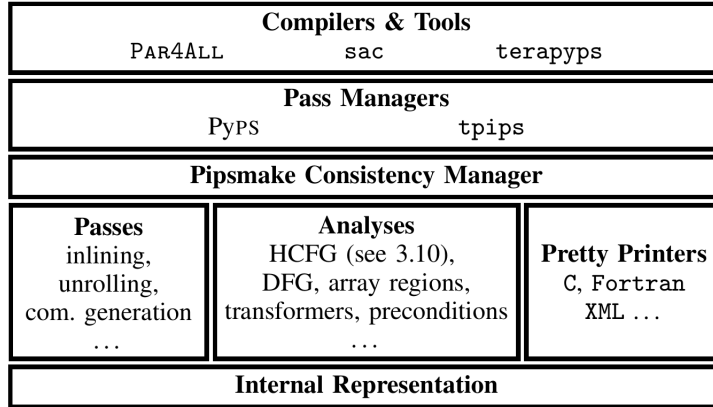 Compilers & Tools
PAR4ALL sac terapyps
Pass Managers
PyPS tpips
Pipsmake Consistency Manager
Passes
inlining,
unrolling,
com. generation
...
Analyses
HCFG (see 3.10),
DFG, array regions,
transformers, preconditions
...
Pretty Printers
C, Fortran
XML ...
Internal Representation